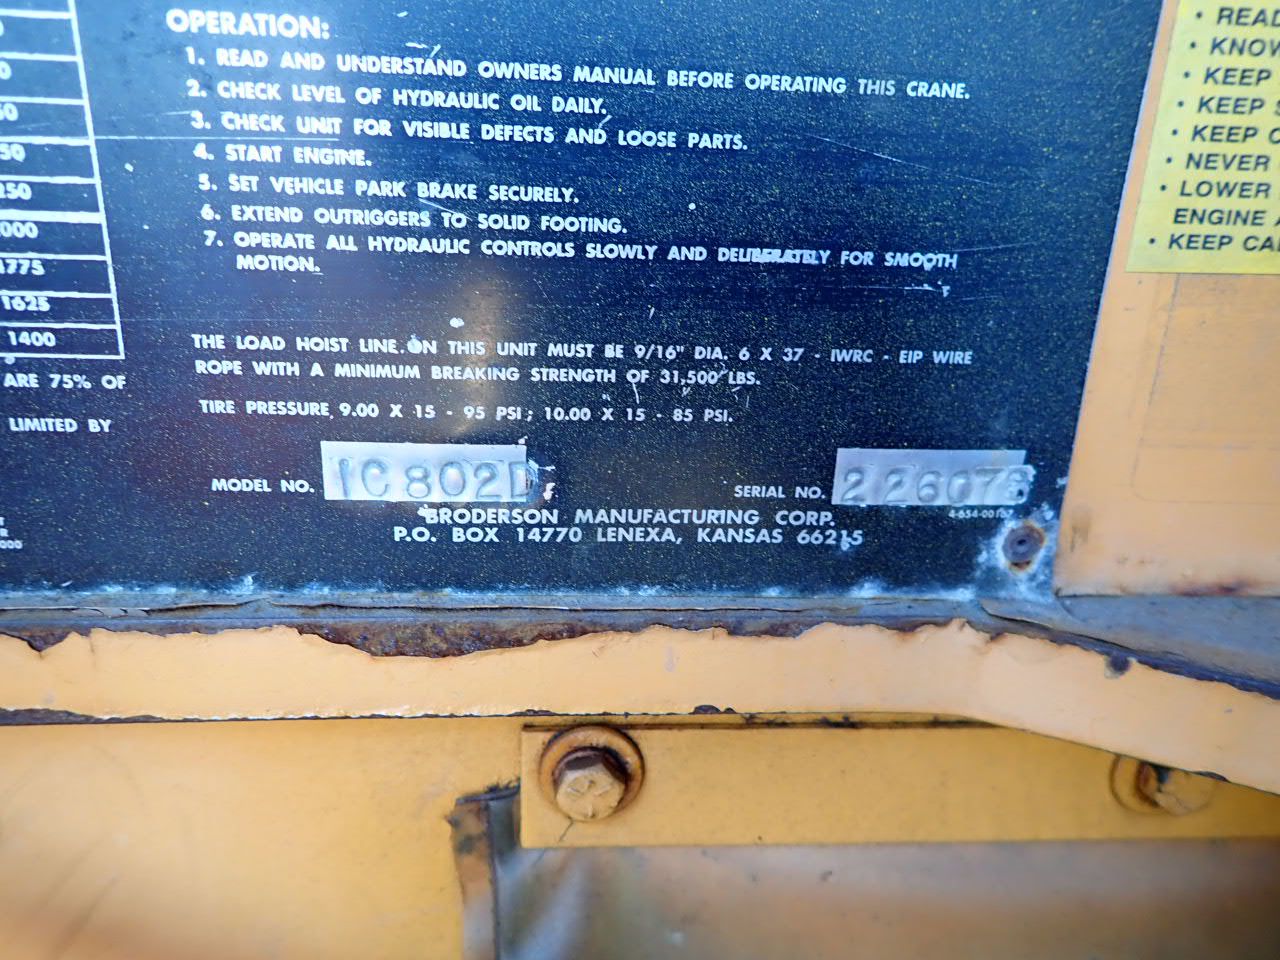 OPERATION:
1. READ AND UNDERSTAND OWNERS MANUAL BEFORE OPERATING THIS CRANE.
2. CHECK LEVEL OF HYDRAULIC OIL DAILY.
3. CHECK UNIT FOR VISIBLE DEFECTS AND LOOSE PARTS.
4. START ENGINE.
5. SET VEHICLE PARK BRAKE SECURELY.
6. EXTEND OUTRIGGERS TO SOLID FOOTING.
7. OPERATE ALL HYDRAULIC CONTROLS SLOWLY AND DELIBERATELY FOR SMOOTH
MOTION.
THE LOAD HOIST LINE ON THIS UNIT MUST BE 9/16" DIA. 6 X 37 - IWRC - EIP WIRE
ROPE WITH A MINIMUM BREAKING STRENGTH OF 31,500 LBS.
TIRE PRESSURE 9.00 X 15 - 95 PSI; 10.00 X 15 - 85 PSI.
MODEL NO. IC802D
SERIAL NO. 226078
BRODERSON MANUFACTURING CORP.
P.O. BOX 14770 LENEXA, KANSAS 66215
50
250
000
1775
1625
1400
ARE 75% OF
LIMITED BY
• READ
• KNOW
• KEEP
• KEEP
• KEEP
• NEVER
• LOWER
ENGINE
• KEEP